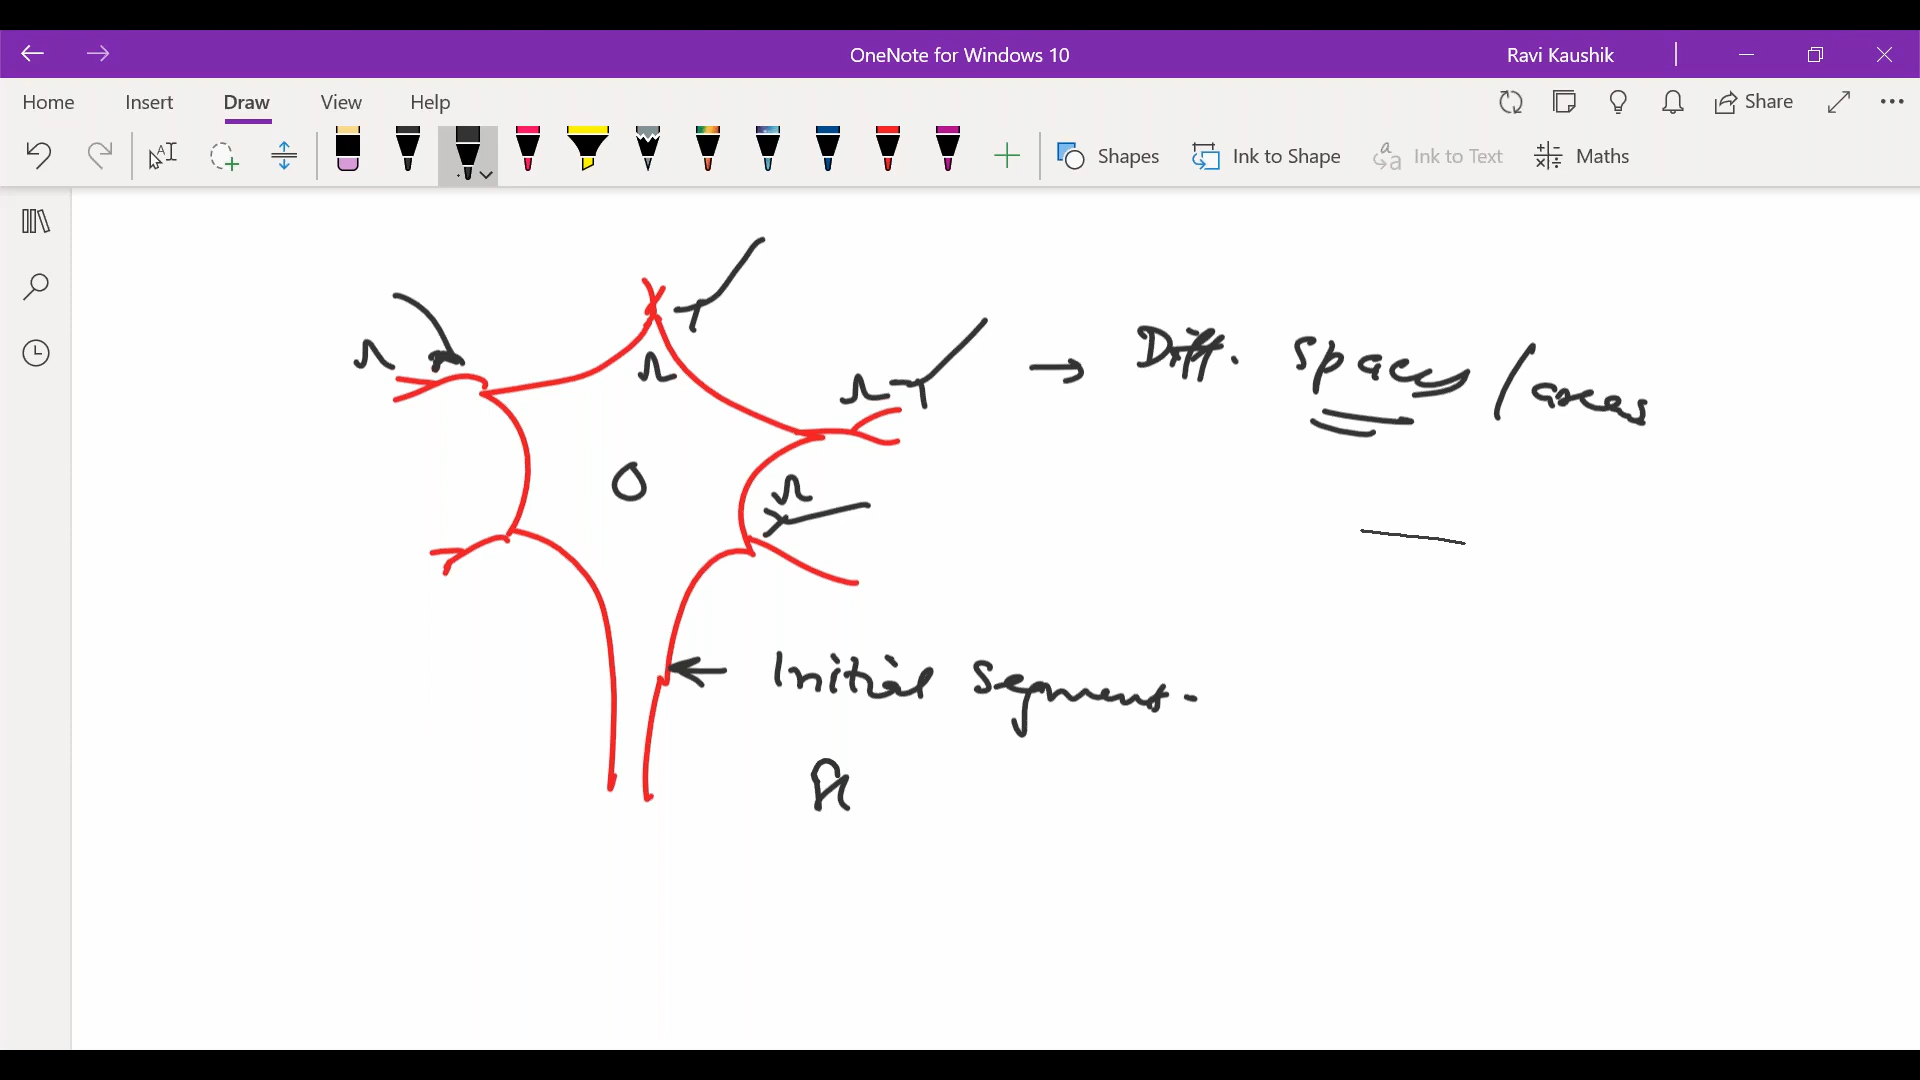 OneNote for Windows 10
Ravi Kaushik
Home Insert Draw View Help
Share
Shapes Ink to Shape Ink to Text Maths
→ Diff. spaces / areas
O
← Initial Segment -